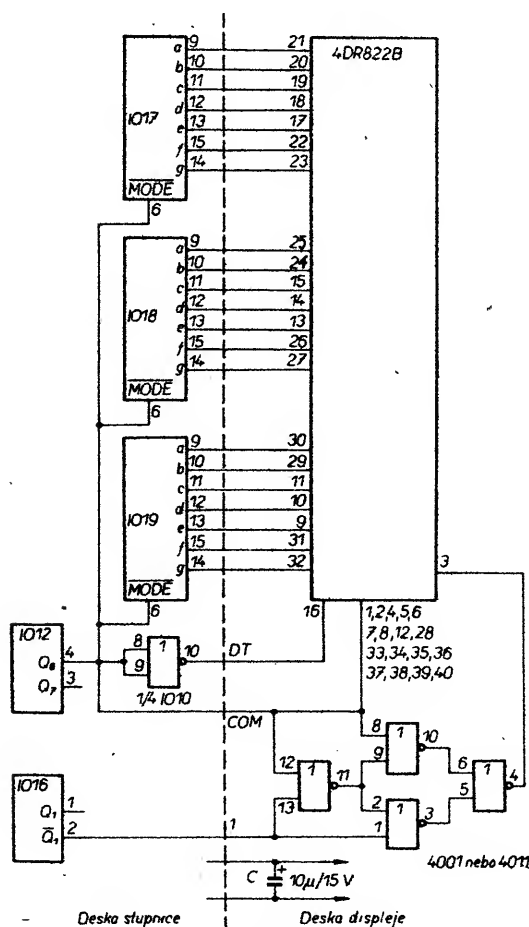 4DR822B
IO17
a 9 21
b 10 20
c 11 19
d 12 18
e 13 17
f 15 22
g 14 23
MODE
6
IO18
a 9 25
b 10 24
c 11 15
d 12 14
e 13 13
f 15 26
g 14 27
MODE
6
IO19
a 9 30
b 10 29
c 11 11
d 12 10
e 13 9
f 15 31
g 14 32
MODE
6
3
16
1,2,4,5,6
7,8,12,28
33,34,35,36
37,38,39,40
IO12
Q6 4
Q7 3
8
9
1
10
DT
1/4 IO10
COM
12
13
1
11
8
9
1
10
2
1
1
3
6
5
1
4
IO16
Q1 1
Q1 2
1
4001 nebo 4011
C + 10µ/15 V
Deska stupnice
Deska displeje